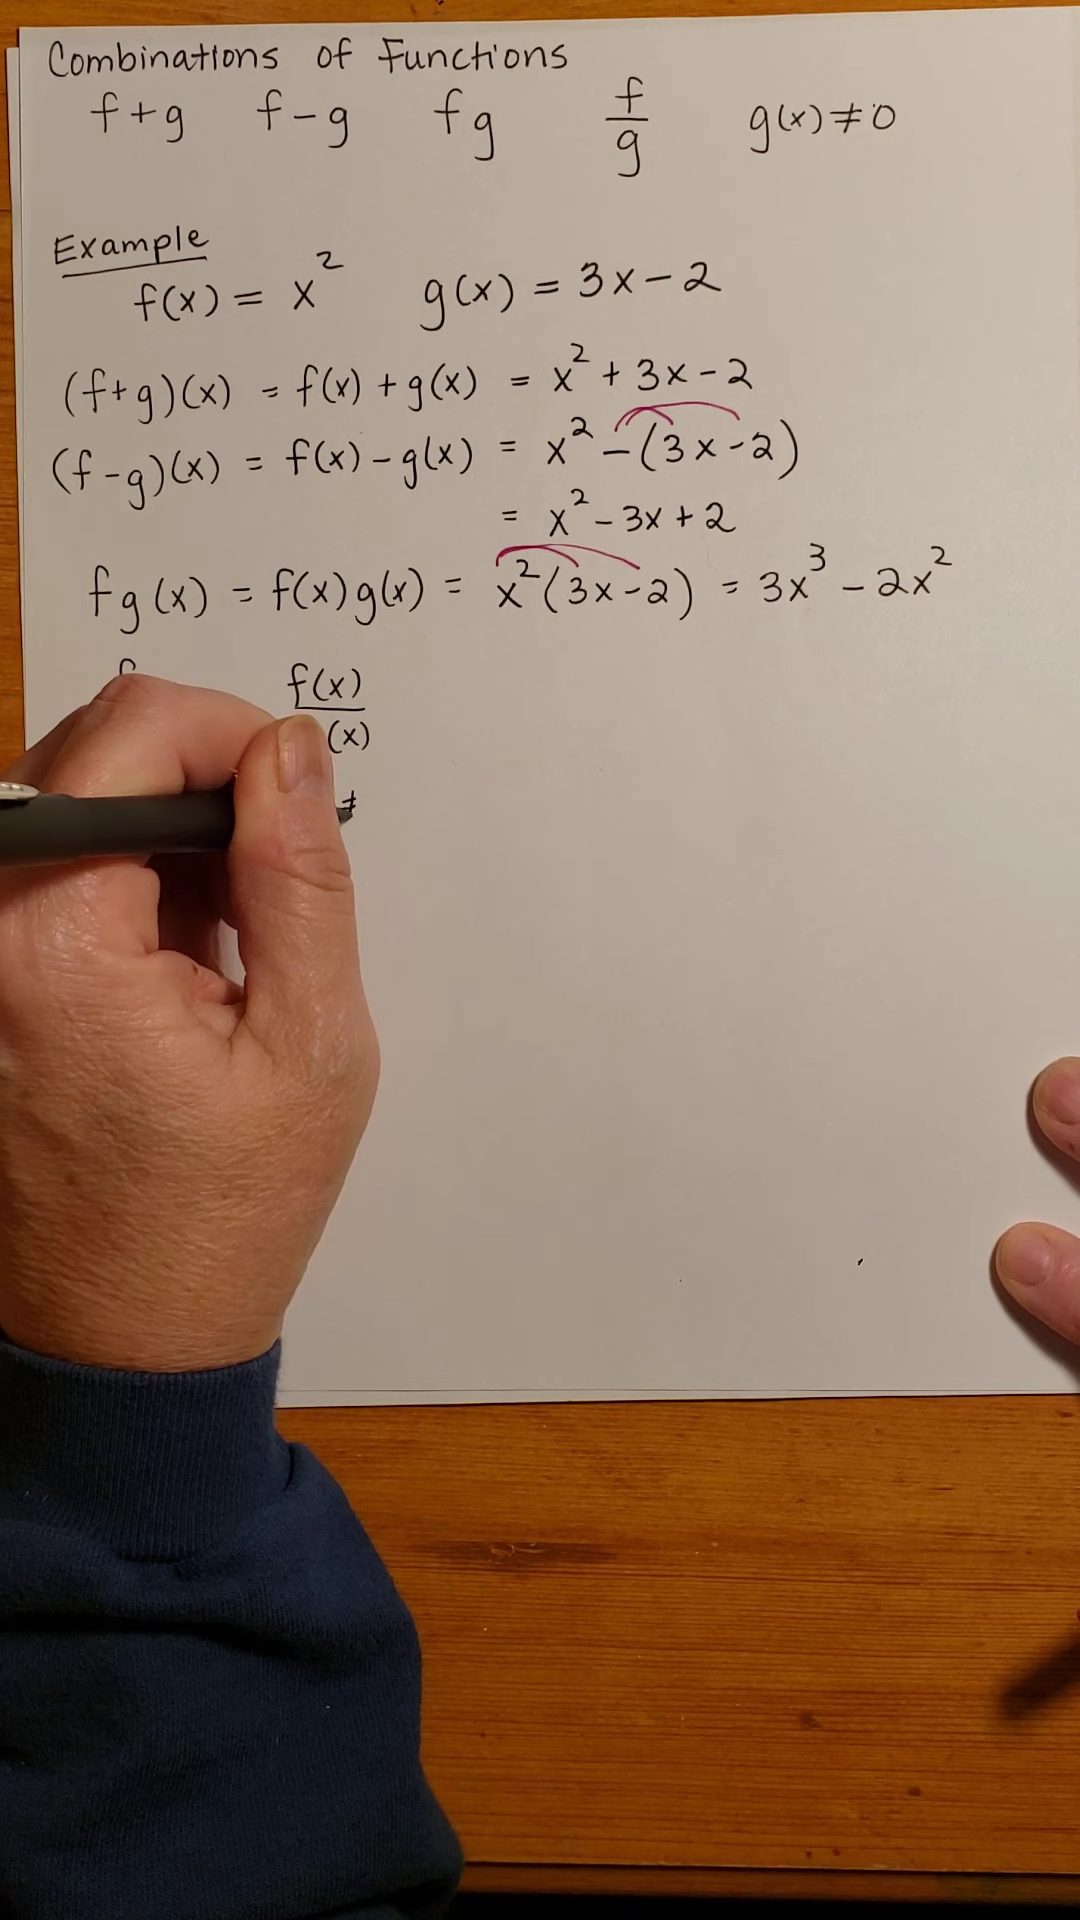 Combinations of Functions
f+g f-g fg f/g g(x)≠0
Example
f(x) = x² g(x) = 3x-2
(f+g)(x) = f(x)+g(x) = x²+3x-2
(f-g)(x) = f(x)-g(x) = x²-(3x-2)
= x²-3x+2
fg(x) = f(x)g(x) = x²(3x-2) = 3x³-2x²
f(x)
(x)
≠